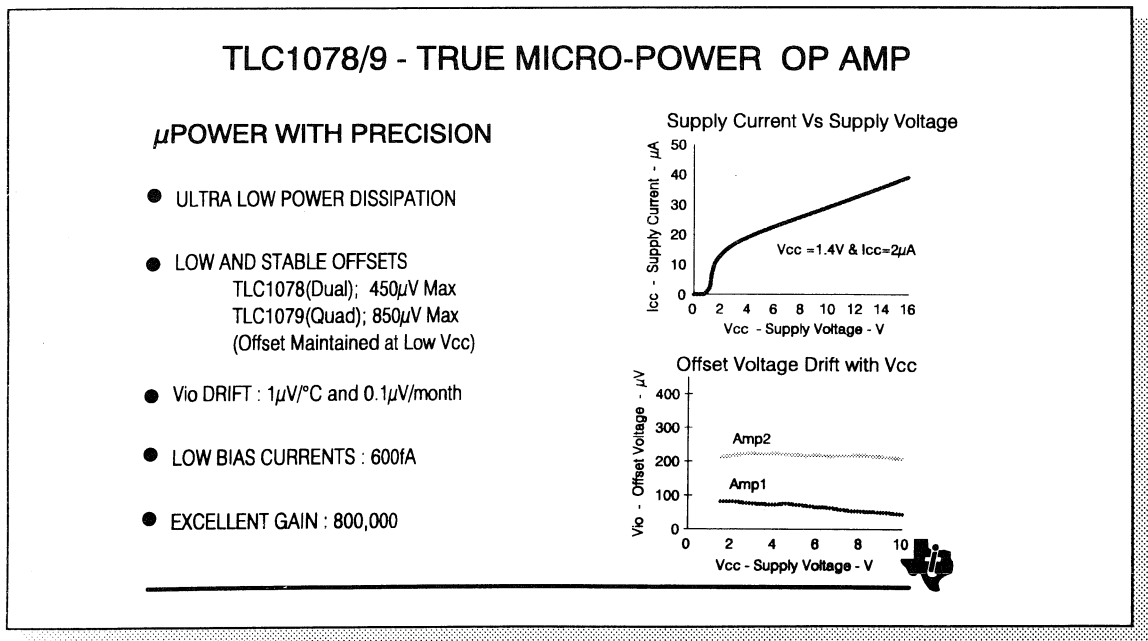 TLC1078/9 - TRUE MICRO-POWER OP AMP
µPOWER WITH PRECISION
● ULTRA LOW POWER DISSIPATION
● LOW AND STABLE OFFSETS
TLC1078(Dual); 450µV Max
TLC1079(Quad); 850µV Max
(Offset Maintained at Low Vcc)
● Vio DRIFT : 1µV/°C and 0.1µV/month
● LOW BIAS CURRENTS : 600fA
● EXCELLENT GAIN : 800,000
Supply Current Vs Supply Voltage
Icc - Supply Current - µA
50
40
30
20
10
0
Vcc =1.4V & Icc=2µA
0 2 4 6 8 10 12 14 16
Vcc - Supply Voltage - V
Offset Voltage Drift with Vcc
Vio - Offset Voltage - µV
400
300
200
100
0
Amp2
Amp1
0 2 4 6 8 10
Vcc - Supply Voltage - V